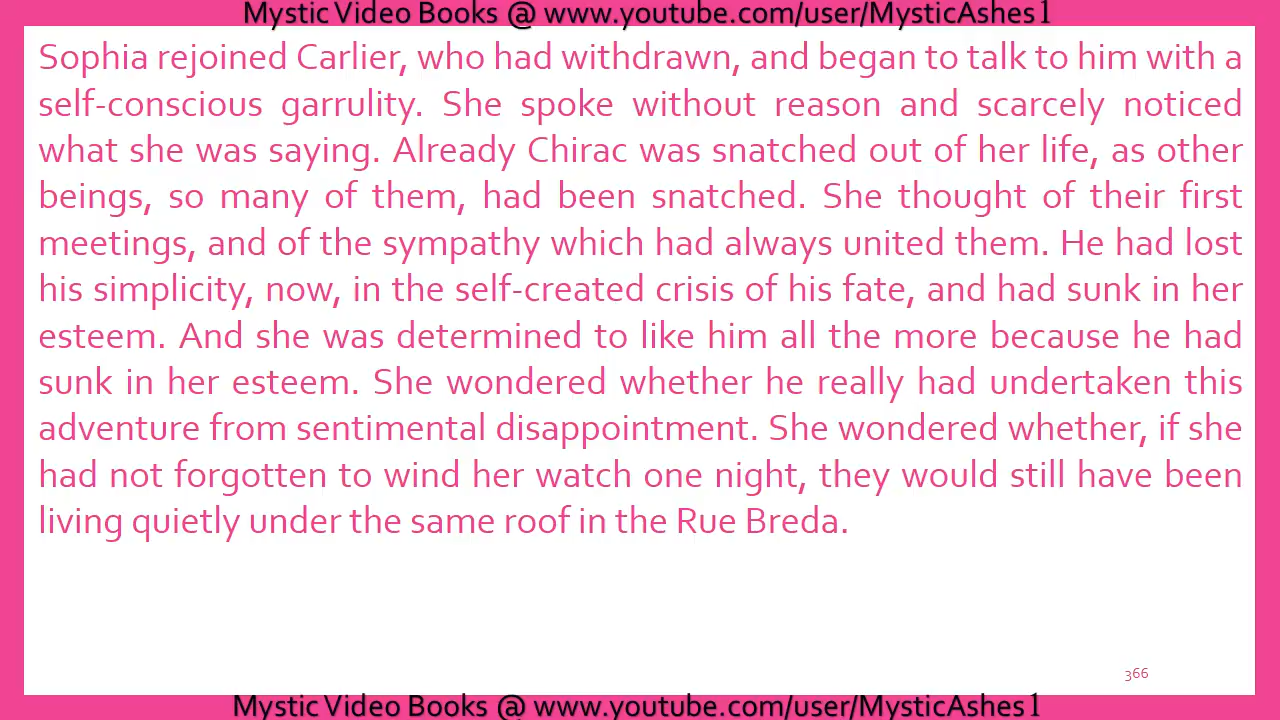 Mystic Video Books @ www.youtube.com/user/MysticAshes1
Sophia rejoined Carlier, who had withdrawn, and began to talk to him with a
self-conscious garrulity. She spoke without reason and scarcely noticed
what she was saying. Already Chirac was snatched out of her life, as other
beings, so many of them, had been snatched. She thought of their first
meetings, and of the sympathy which had always united them. He had lost
his simplicity, now, in the self-created crisis of his fate, and had sunk in her
esteem. And she was determined to like him all the more because he had
sunk in her esteem. She wondered whether he really had undertaken this
adventure from sentimental disappointment. She wondered whether, if she
had not forgotten to wind her watch one night, they would still have been
living quietly under the same roof in the Rue Breda.
366
Mystic Video Books @ www.youtube.com/user/MysticAshes1